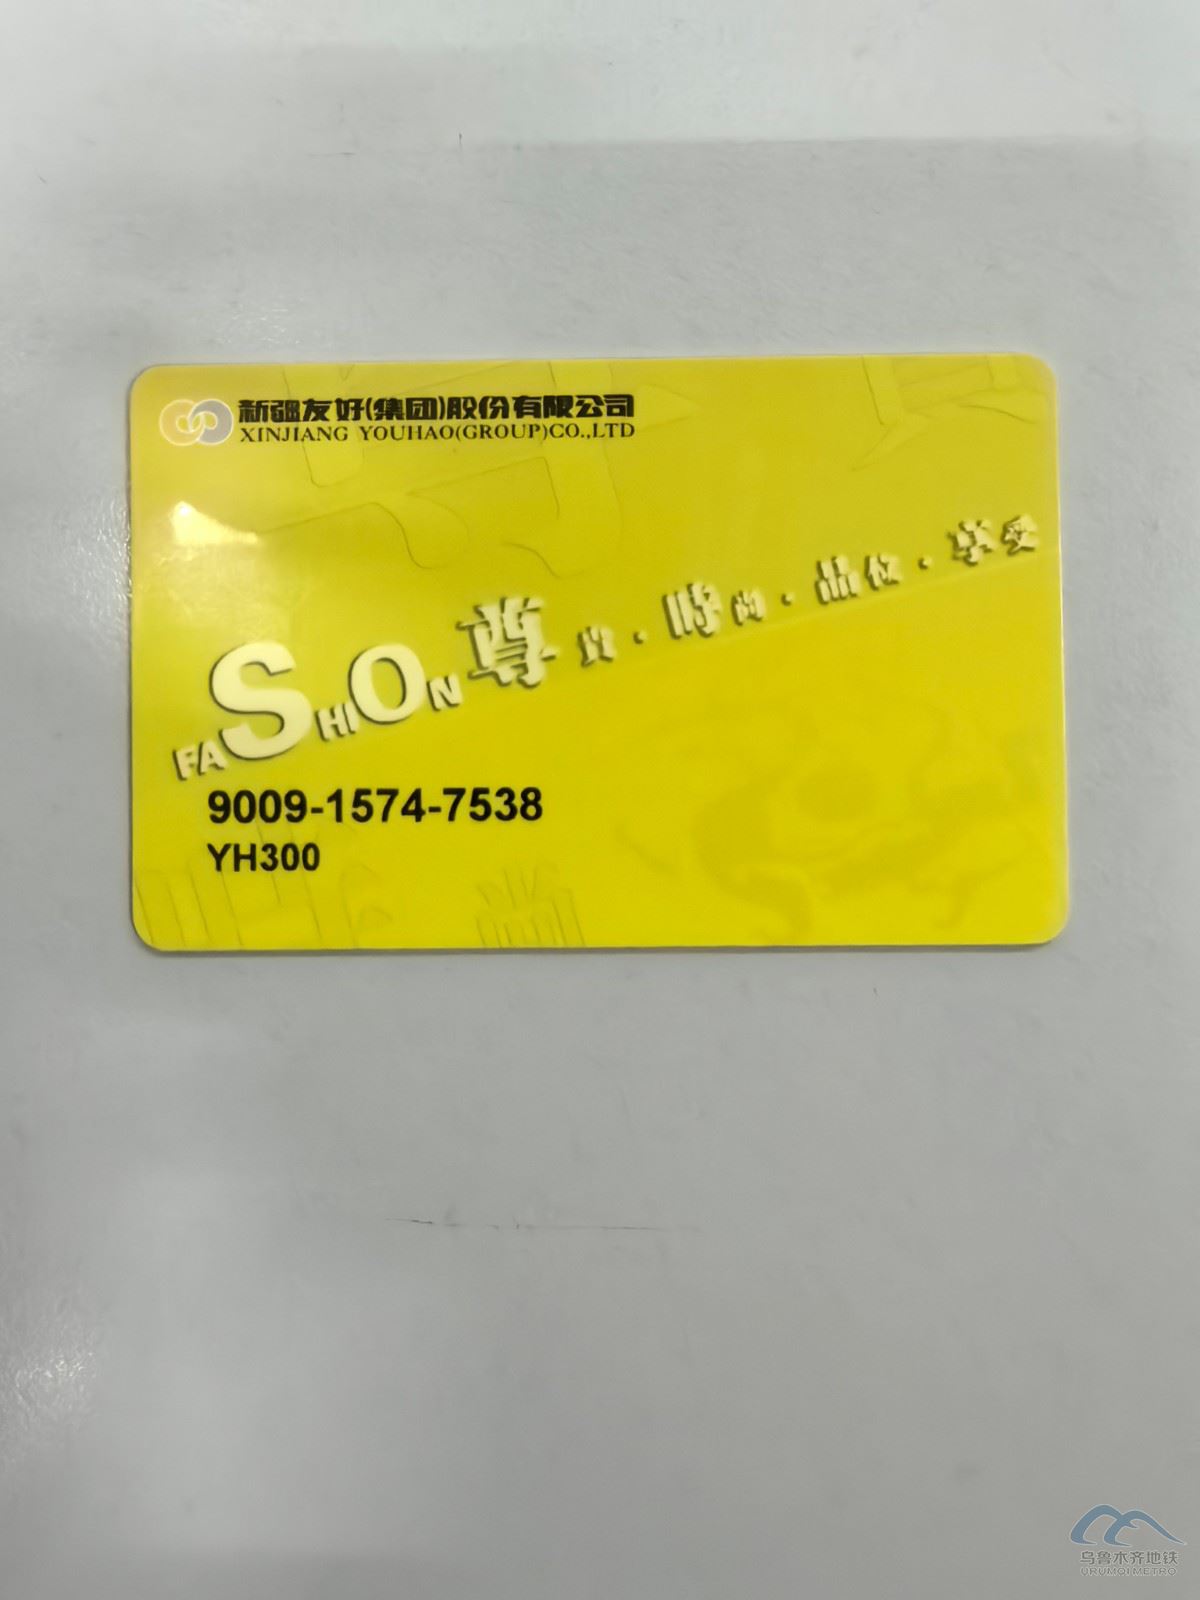 新疆友好(集团)股份有限公司
XINJIANG YOUHAO(GROUP)CO.,LTD
FASHION 尊贵·時尚·品位·享受
9009-1574-7538
YH300
乌鲁木齐地铁
URUMQI METRO